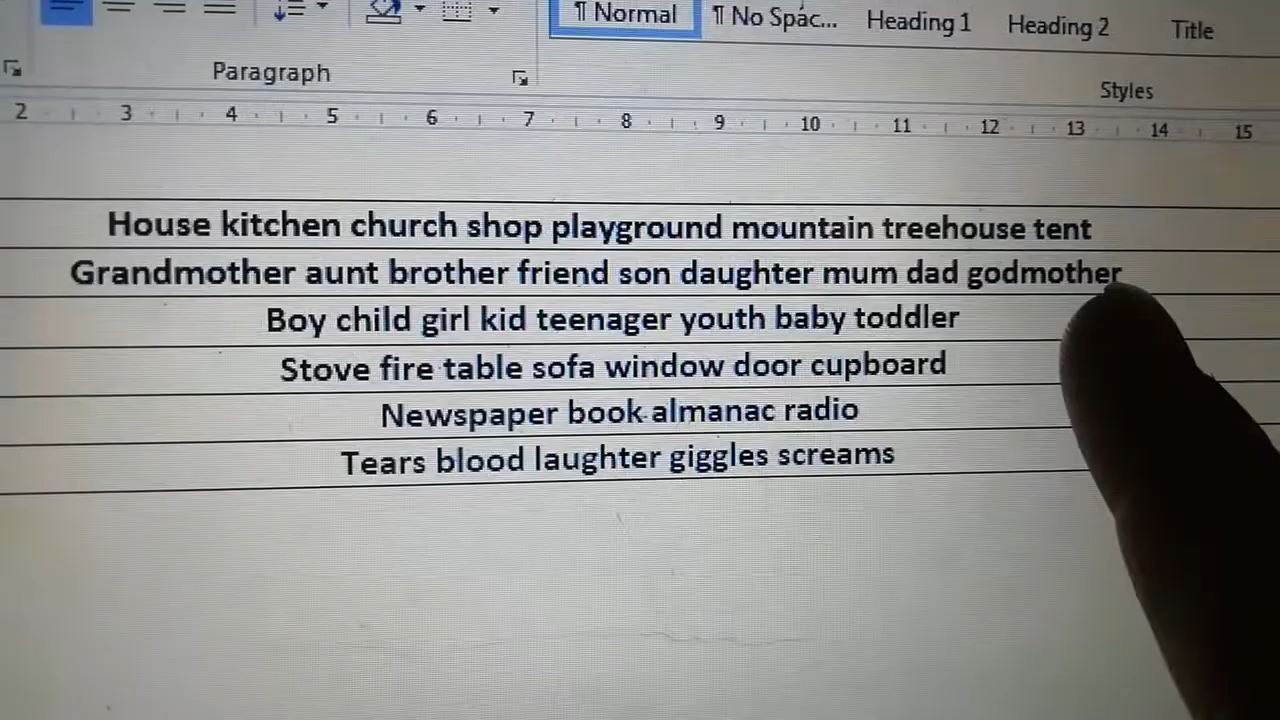 ¶ Normal ¶ No Spac... Heading 1 Heading 2 Title
Paragraph Styles
2 3 4 5 6 7 8 9 10 11 12 13 14 15
House kitchen church shop playground mountain treehouse tent
Grandmother aunt brother friend son daughter mum dad godmother
Boy child girl kid teenager youth baby toddler
Stove fire table sofa window door cupboard
Newspaper book almanac radio
Tears blood laughter giggles screams